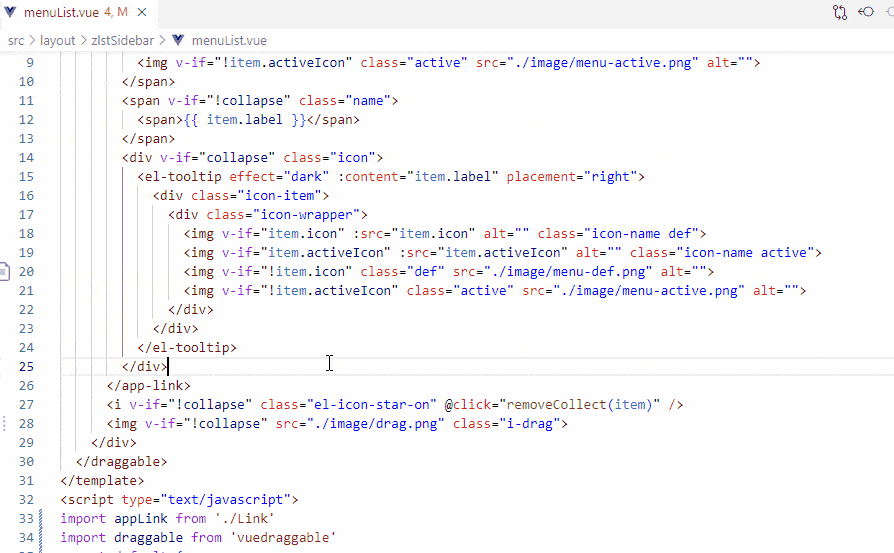 menuList.vue 4, M ×
src > layout > zlstSidebar > menuList.vue
9 <img v-if="!item.activeIcon" class="active" src="./image/menu-active.png" alt="">
10 </span>
11 <span v-if="!collapse" class="name">
12 <span>{{ item.label }}</span>
13 </span>
14 <div v-if="collapse" class="icon">
15 <el-tooltip effect="dark" :content="item.label" placement="right">
16 <div class="icon-item">
17 <div class="icon-wrapper">
18 <img v-if="item.icon" :src="item.icon" alt="" class="icon-name def">
19 <img v-if="item.activeIcon" :src="item.activeIcon" alt="" class="icon-name active">
20 <img v-if="!item.icon" class="def" src="./image/menu-def.png" alt="">
21 <img v-if="!item.activeIcon" class="active" src="./image/menu-active.png" alt="">
22 </div>
23 </div>
24 </el-tooltip>
25 </div>
26 </app-link>
27 <i v-if="!collapse" class="el-icon-star-on" @click="removeCollect(item)" />
28 <img v-if="!collapse" src="./image/drag.png" class="i-drag">
29 </div>
30 </draggable>
31 </template>
32 <script type="text/javascript">
33 import appLink from './Link'
34 import draggable from 'vuedraggable'